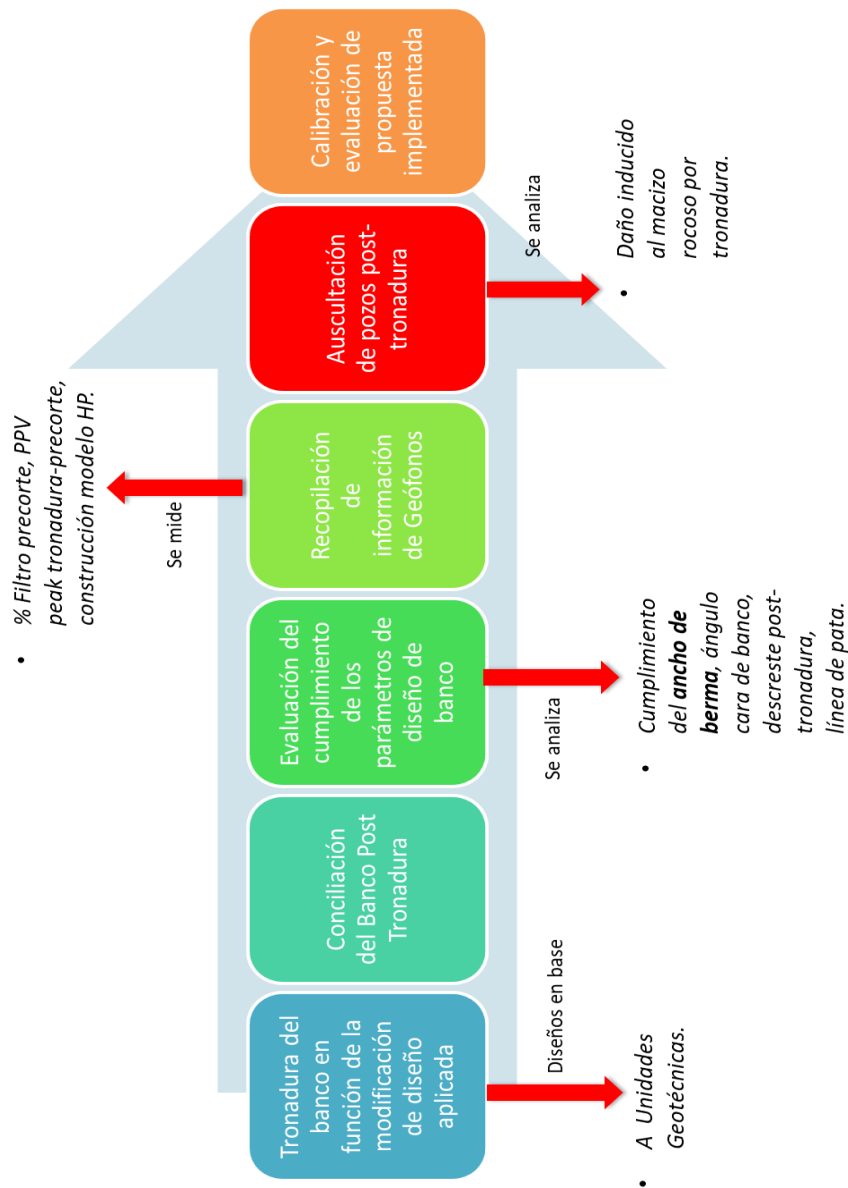 Tronadura del
banco en
función de la
modificación
de diseño
aplicada
Diseños en base
• A Unidades
Geotécnicas.
Conciliación
del Banco Post
Tronadura
Evaluación del
cumplimiento
de los
parámetros de
diseño de
banco
Se analiza
• Cumplimiento
del ancho de
berma, ángulo
cara de banco,
descreste post-
tronadura,
línea de pata.
Recopilación
de
información
de Geófonos
Se mide
• % Filtro precorte, PPV
peak tronadura-precorte,
construcción modelo HP.
Auscultación
de pozos post-
tronadura
Se analiza
• Daño inducido
al macizo
rocoso por
tronadura.
Calibración y
evaluación de
propuesta
implementada